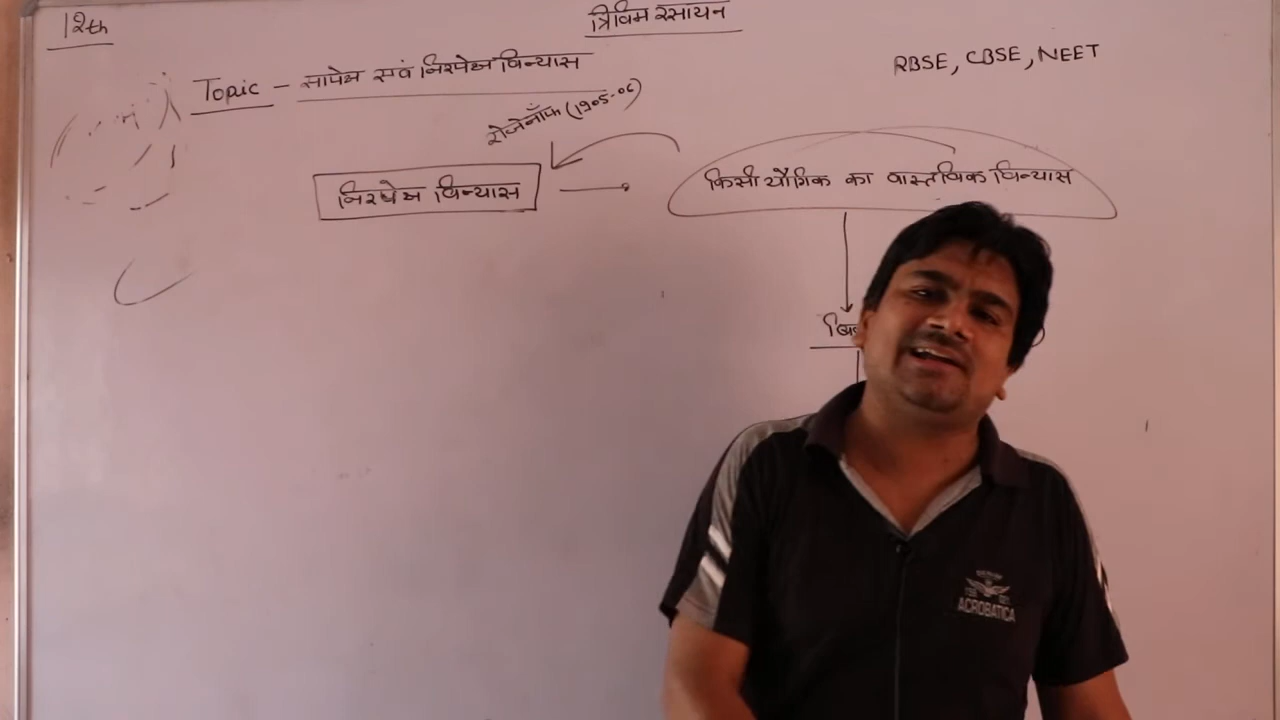 12th
त्रिविम रसायन
RBSE, CBSE, NEET
Topic - सापेक्ष एवं निरपेक्ष विन्यास
रोजेनॉफ (1905-06)
निरपेक्ष विन्यास
किसी यौगिक का वास्तविक विन्यास
ACROBATICA